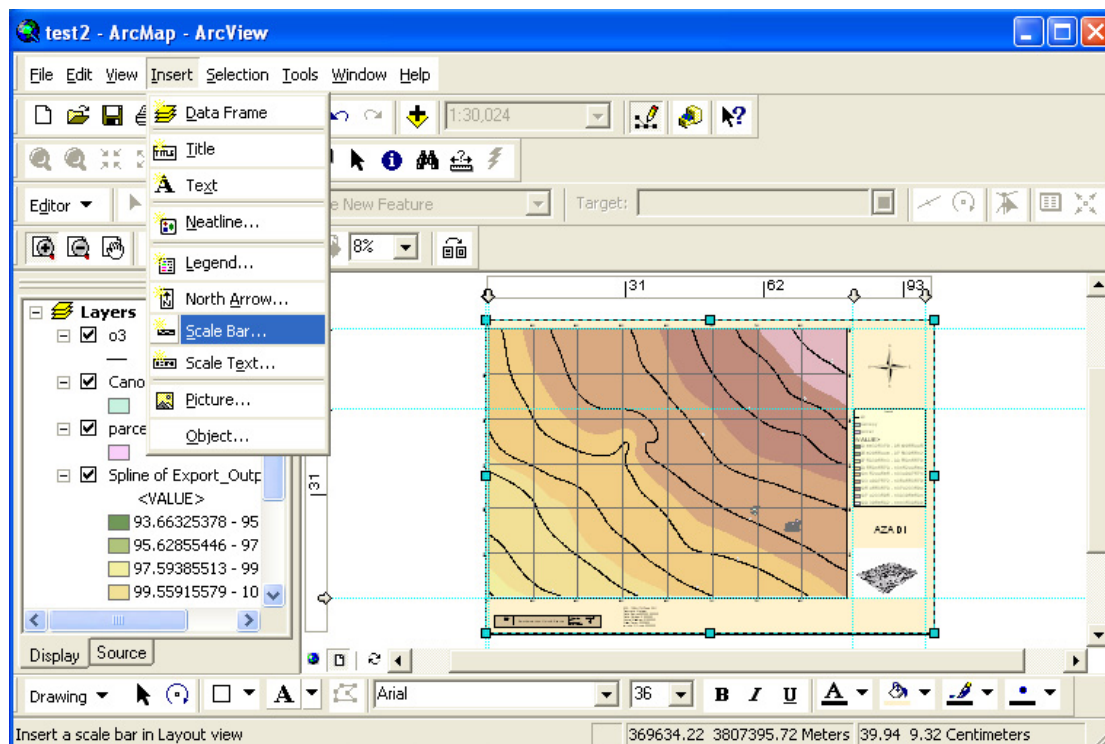 test2 - ArcMap - ArcView
File Edit View Insert Selection Tools Window Help
Data Frame
Title
Text
Neatline...
Legend...
North Arrow...
Scale Bar...
Scale Text...
Picture...
Object...
1:30,024
Editor
e New Feature
Target:
8%
Layers
o3
Cano
parce
Spline of Export_Outp
<VALUE>
93.66325378 - 95
95.62855446 - 97
97.59385513 - 99
99.55915579 - 10
Display Source
31 62 93
31
AZA DI
Drawing A Arial 36 B I U A
Insert a scale bar in Layout view
369634.22 3807395.72 Meters 39.94 9.32 Centimeters